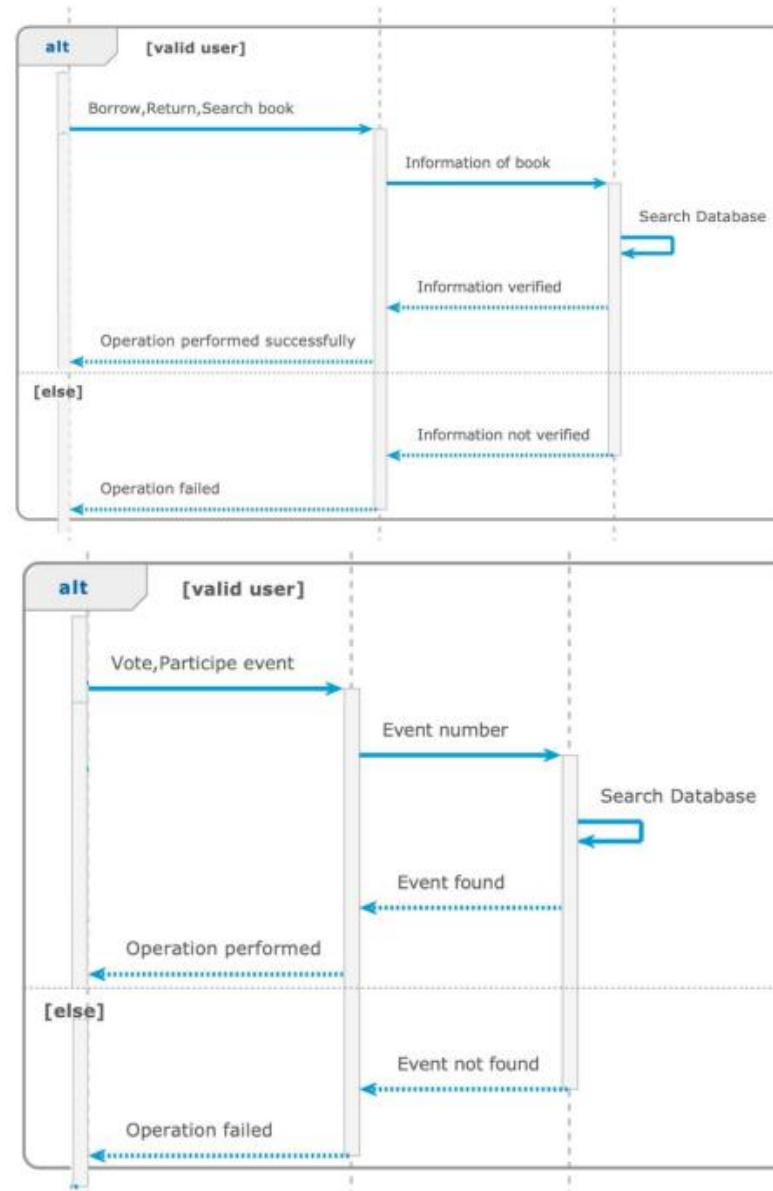 alt
[valid user]
Borrow,Return,Search book
Information of book
Search Database
Information verified
Operation performed successfully
[else]
Information not verified
Operation failed
alt
[valid user]
Vote,Participe event
Event number
Search Database
Event found
Operation performed
[else]
Event not found
Operation failed